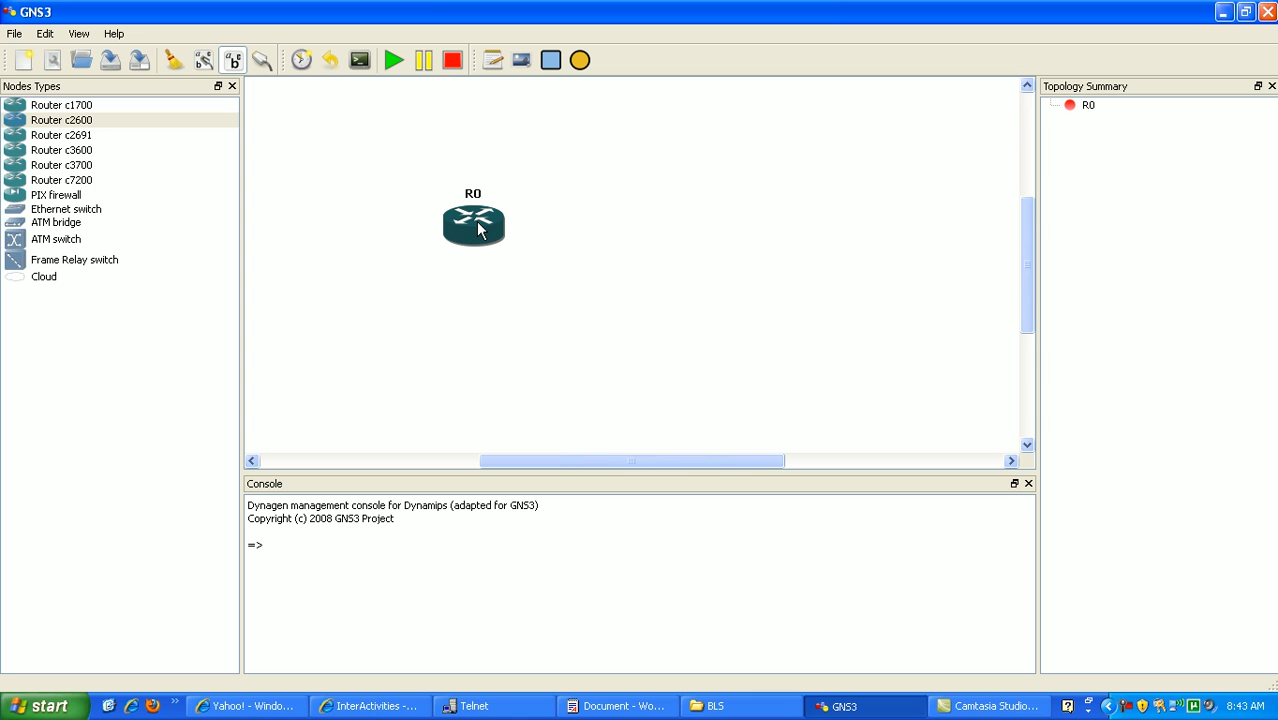 GNS3
File Edit View Help
Nodes Types
Router c1700
Router c2600
Router c2691
Router c3600
Router c3700
Router c7200
PIX firewall
Ethernet switch
ATM bridge
ATM switch
Frame Relay switch
Cloud
R0
Topology Summary
R0
Console
Dynagen management console for Dynamips (adapted for GNS3)
Copyright (c) 2008 GNS3 Project
=>
start Yahoo! - Windo... InterActivities - ... Telnet Document - Wo... BLS GNS3 Camtasia Studio... 8:43 AM